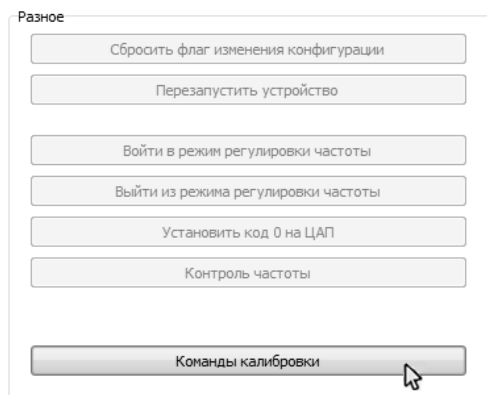 Разное
Сбросить флаг изменения конфигурации
Перезапустить устройство
Войти в режим регулировки частоты
Выйти из режима регулировки частоты
Установить код 0 на ЦАП
Контроль частоты
Команды калибровки